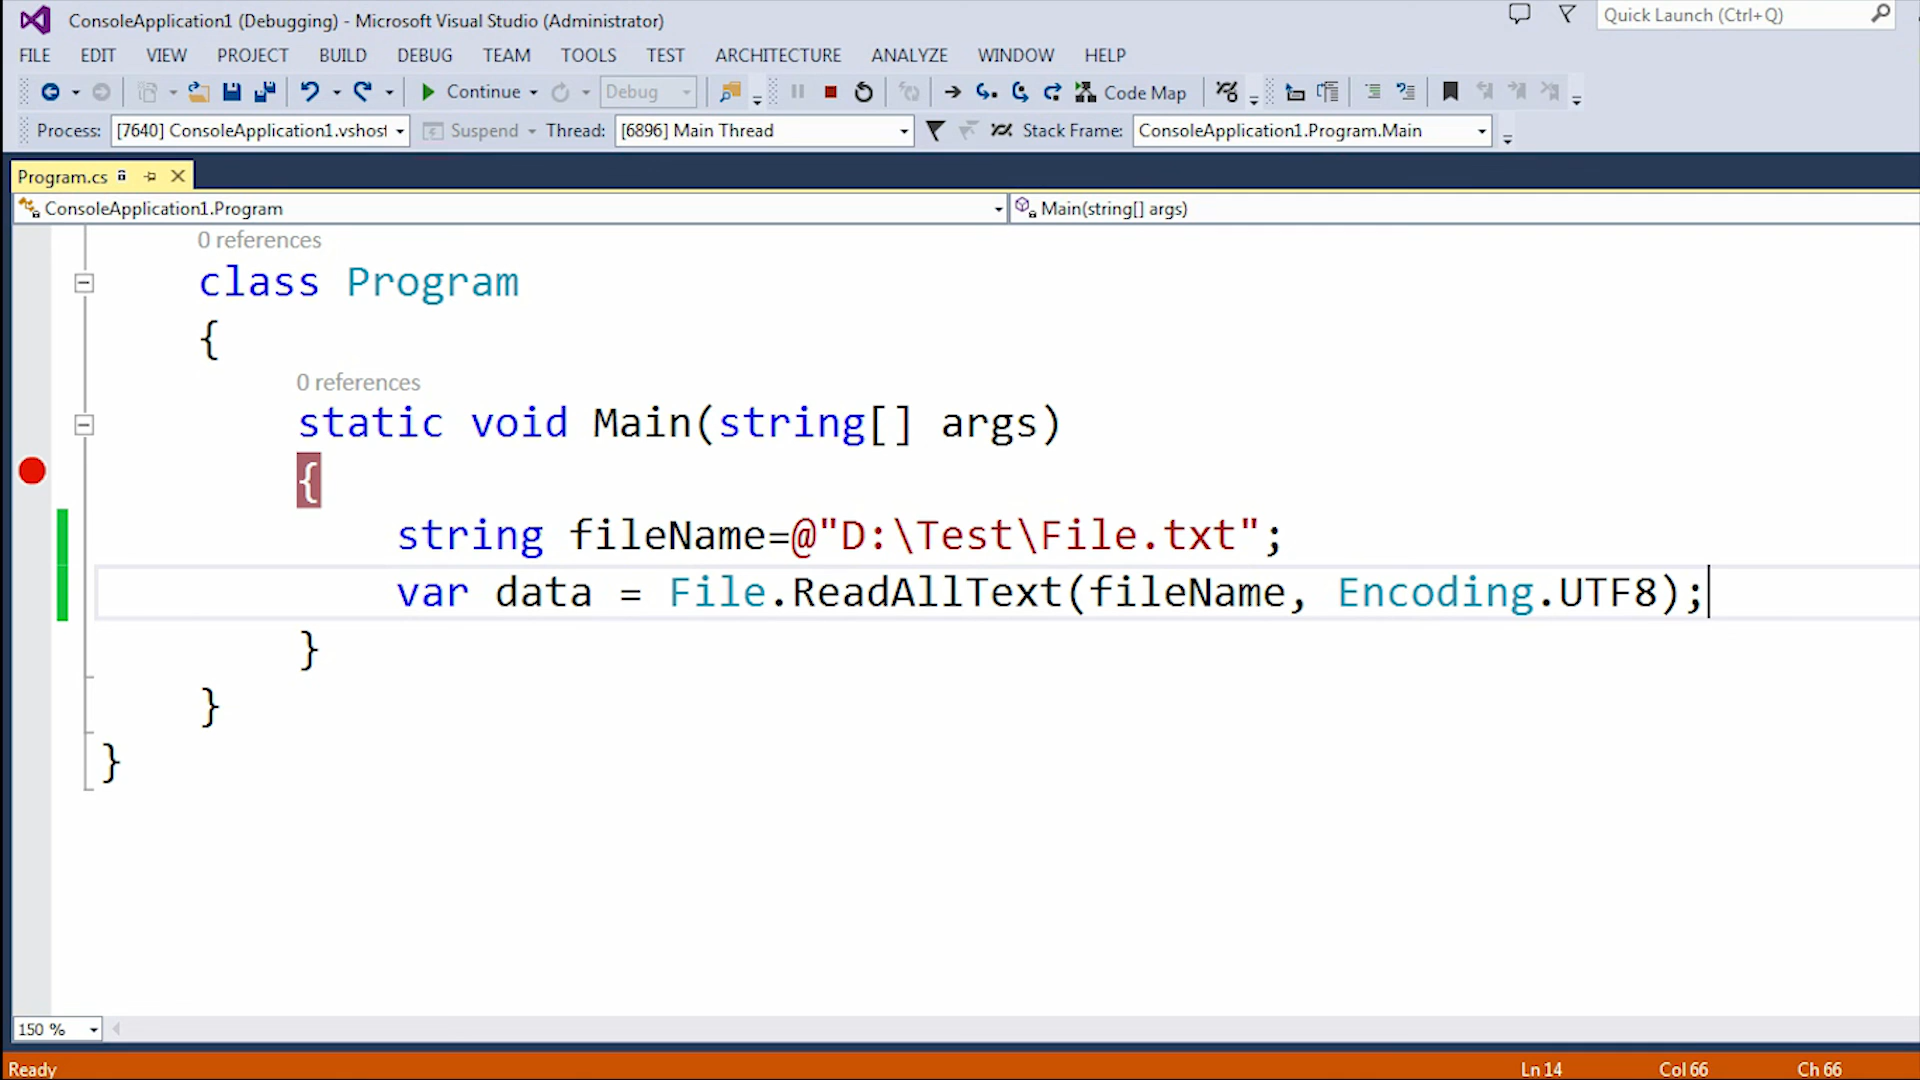 ConsoleApplication1 (Debugging) - Microsoft Visual Studio (Administrator)
Quick Launch (Ctrl+Q)
FILE EDIT VIEW PROJECT BUILD DEBUG TEAM TOOLS TEST ARCHITECTURE ANALYZE WINDOW HELP
Continue Debug Code Map
Process: [7640] ConsoleApplication1.vshost Suspend Thread: [6896] Main Thread Stack Frame: ConsoleApplication1.Program.Main
Program.cs
ConsoleApplication1.Program Main(string[] args)
0 references
class Program
{
0 references
static void Main(string[] args)
{
string fileName=@"D:\Test\File.txt";
var data = File.ReadAllText(fileName, Encoding.UTF8);
}
}
}
150 %
Ready Ln 14 Col 66 Ch 66